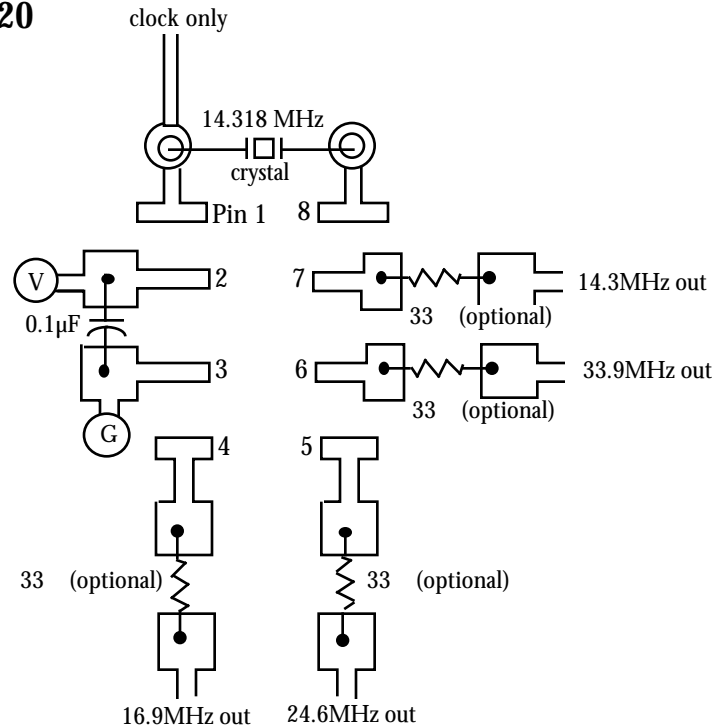 20
clock only
14.318 MHz
crystal
Pin 1 8
V 2 7 14.3MHz out
0.1µF 33 (optional)
3 6 33.9MHz out
33 (optional)
G
4 5
33 (optional) 33 (optional)
16.9MHz out 24.6MHz out